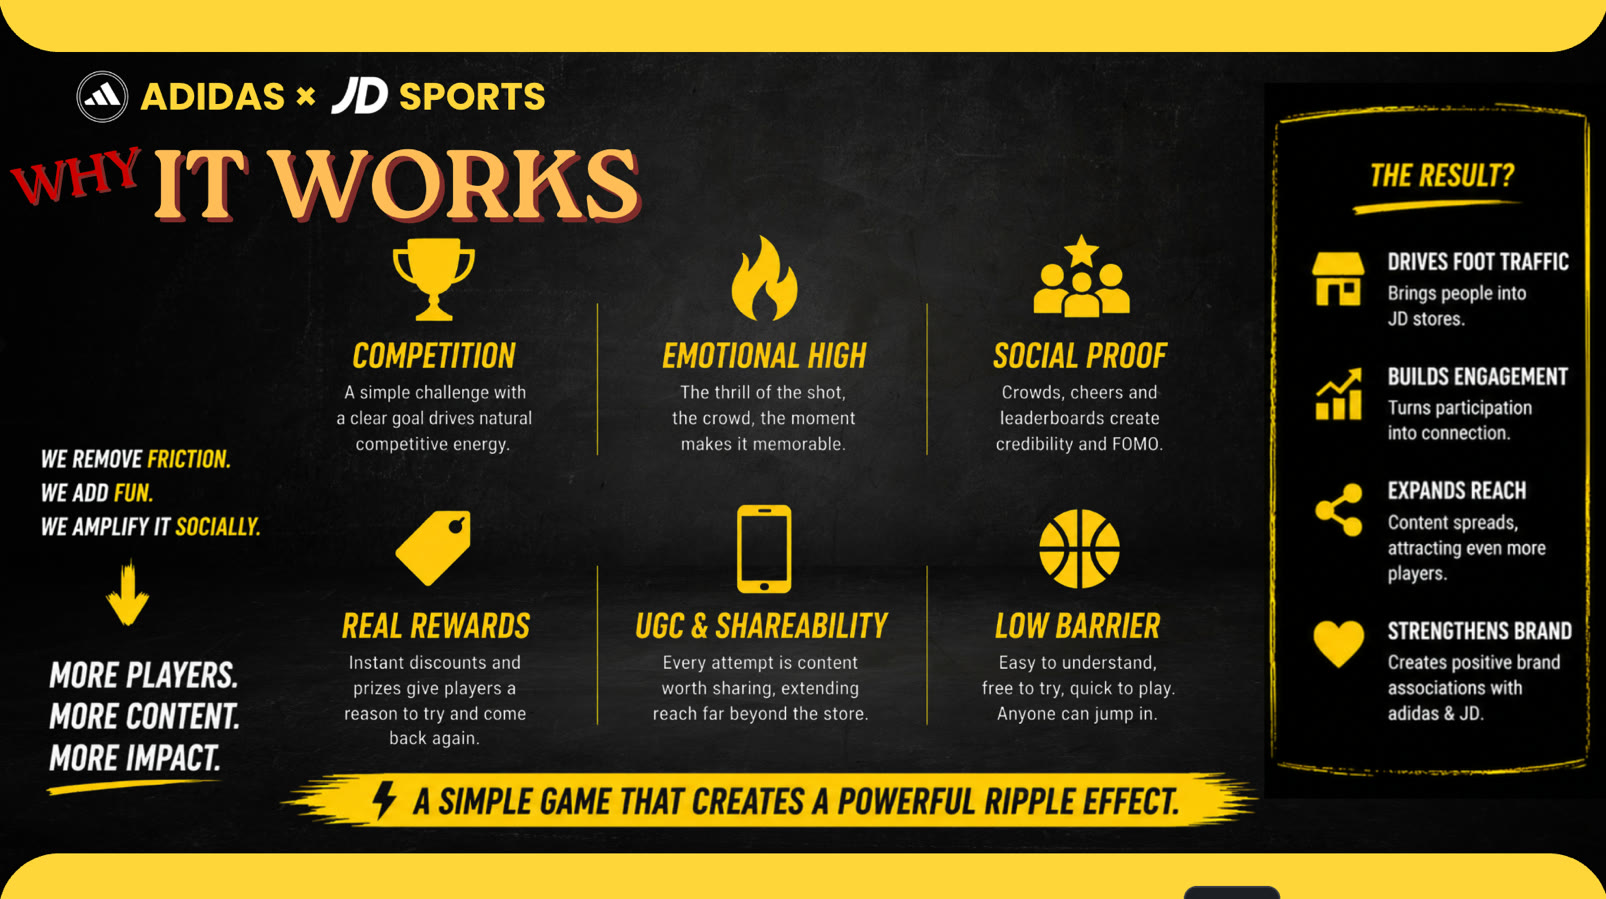 ADIDAS × JD SPORTS
WHY IT WORKS
COMPETITION
A simple challenge with
a clear goal drives natural
competitive energy.
EMOTIONAL HIGH
The thrill of the shot,
the crowd, the moment
makes it memorable.
SOCIAL PROOF
Crowds, cheers and
leaderboards create
credibility and FOMO.
WE REMOVE FRICTION.
WE ADD FUN.
WE AMPLIFY IT SOCIALLY.
MORE PLAYERS.
MORE CONTENT.
MORE IMPACT.
REAL REWARDS
Instant discounts and
prizes give players a
reason to try and come
back again.
UGC & SHAREABILITY
Every attempt is content
worth sharing, extending
reach far beyond the store.
LOW BARRIER
Easy to understand,
free to try, quick to play.
Anyone can jump in.
A SIMPLE GAME THAT CREATES A POWERFUL RIPPLE EFFECT.
THE RESULT?
DRIVES FOOT TRAFFIC
Brings people into
JD stores.
BUILDS ENGAGEMENT
Turns participation
into connection.
EXPANDS REACH
Content spreads,
attracting even more
players.
STRENGTHENS BRAND
Creates positive brand
associations with
adidas & JD.